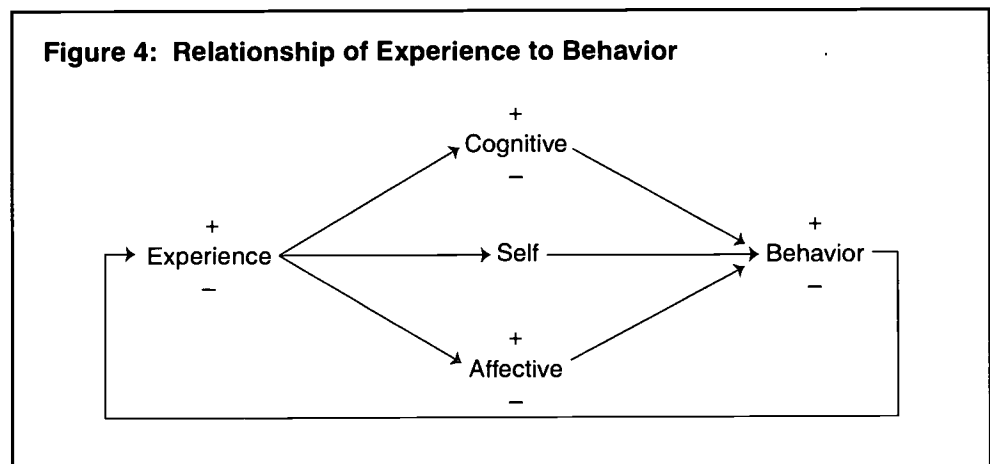 Figure 4: Relationship of Experience to Behavior
+
Cognitive
−
+
Experience
−
Self
+
Behavior
−
+
Affective
−